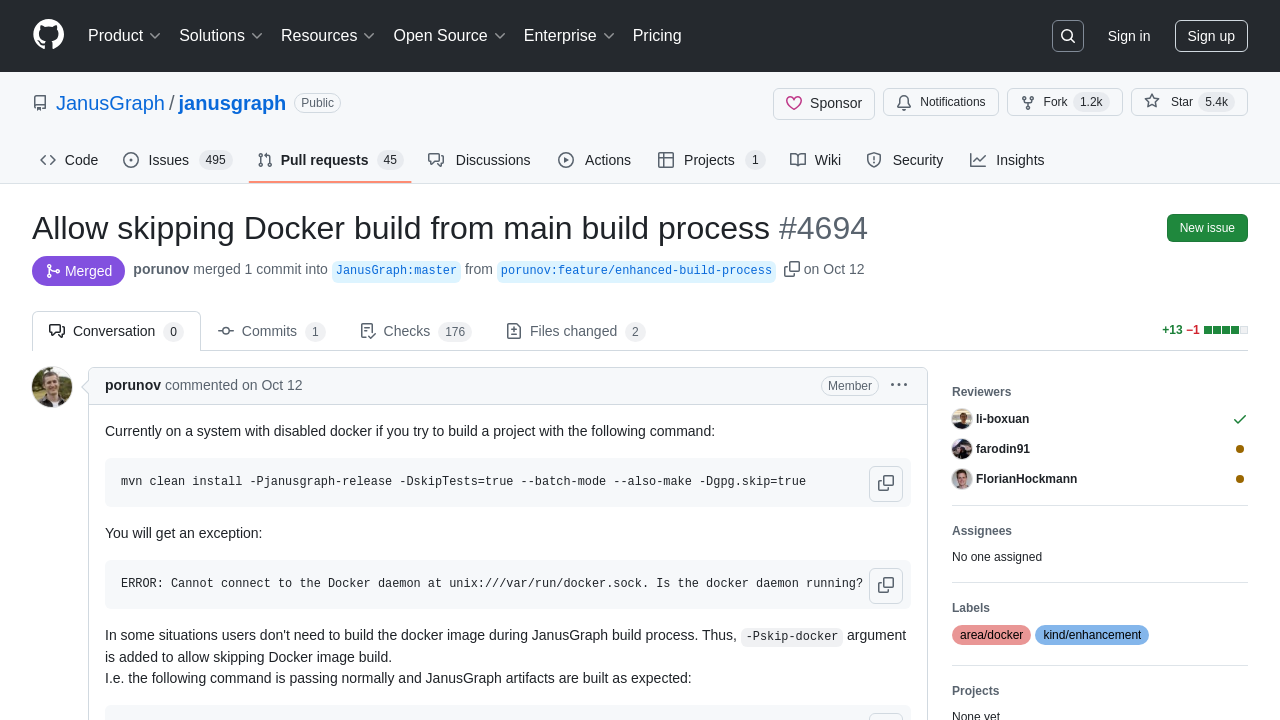 Product Solutions Resources Open Source Enterprise Pricing Sign in Sign up
JanusGraph / janusgraph Public Sponsor Notifications Fork 1.2k Star 5.4k
Code Issues 495 Pull requests 45 Discussions Actions Projects 1 Wiki Security Insights
Allow skipping Docker build from main build process #4694 New issue
Merged porunov merged 1 commit into JanusGraph:master from porunov:feature/enhanced-build-process on Oct 12
Conversation 0 Commits 1 Checks 176 Files changed 2 +13 −1
porunov commented on Oct 12 Member
Currently on a system with disabled docker if you try to build a project with the following command:
mvn clean install -Pjanusgraph-release -DskipTests=true --batch-mode --also-make -Dgpg.skip=true
You will get an exception:
ERROR: Cannot connect to the Docker daemon at unix:///var/run/docker.sock. Is the docker daemon running?
In some situations users don't need to build the docker image during JanusGraph build process. Thus, -Pskip-docker argument
is added to allow skipping Docker image build.
I.e. the following command is passing normally and JanusGraph artifacts are built as expected:
Reviewers
li-boxuan
farodin91
FlorianHockmann
Assignees
No one assigned
Labels
area/docker kind/enhancement
Projects
None yet